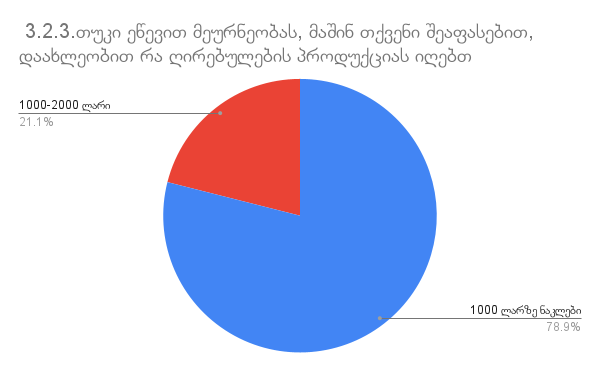 3.2.3.თუკი ეწევით მეურნეობას, მაშინ თქვენი შეაფასებით,
დაახლეობით რა ღირებულების პროდუქციას იღებთ
1000-2000 ლარი
21.1%
1000 ლარზე ნაკლები
78.9%